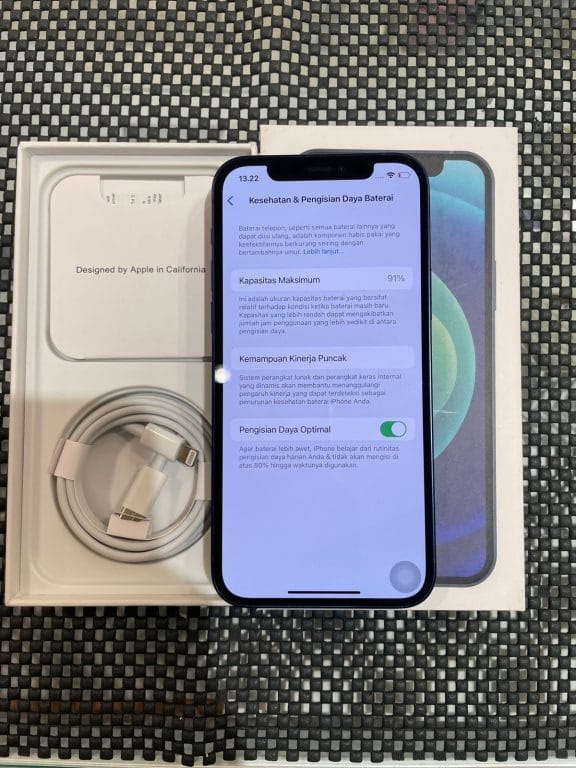 Designed by Apple in California
13.22
Kesehatan & Pengisian Daya Baterai
Baterai telepon, seperti semua baterai lainnya yang
dapat diisi ulang, adalah komponen habis pakai yang
keefektifannya berkurang seiring dengan
bertambahnya umur. Lebih lanjut...
Kapasitas Maksimum 91%
Ini adalah ukuran kapasitas baterai yang bersifat
relatif terhadap kondisi ketika baterai masih baru.
Kapasitas yang lebih rendah dapat mengakibatkan
jumlah jam penggunaan yang lebih sedikit di antara
pengisian daya.
Kemampuan Kinerja Puncak
Sistem perangkat lunak dan perangkat keras internal
yang dinamis akan membantu menanggulangi
pengaruh kinerja yang dapat terdeteksi sebagai
penurunan kesehatan baterai iPhone Anda.
Pengisian Daya Optimal
Agar baterai lebih awet, iPhone belajar dari rutinitas
pengisian daya harian Anda & tidak akan mengisi di
atas 80% hingga waktunya digunakan.